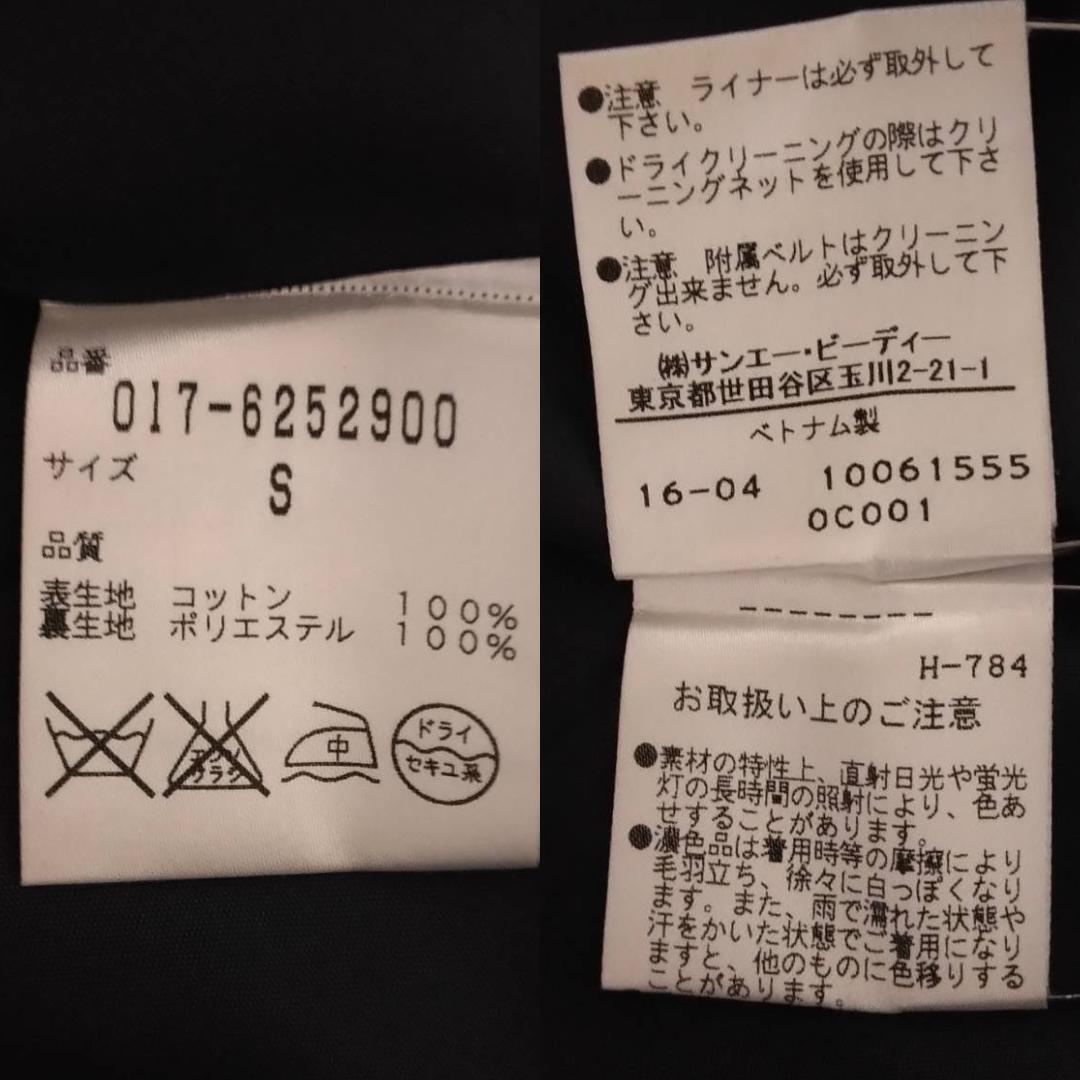 品番
017-6252900
サイズ
S
品質
表生地 コットン 100%
裏生地 ポリエステル 100%
エンソ
サラシ
中
ドライ
セキユ系
●注意 ライナーは必ず取外して
下さい。
●ドライクリーニングの際はクリ
ーニングネットを使用して下さ
い。
●注意 附属ベルトはクリーニン
グ出来ません。必ず取外して下
さい。
㈱サンエー・ビーディー
東京都世田谷区玉川2-21-1
ベトナム製
16-04 10061555
0C001
H-784
お取扱い上のご注意
●素材の特性上、直射日光や蛍光
灯の長時間の照射により、色あ
せすることがあります。
●濃色品は着用時等の摩擦により
毛羽立ち、徐々に白っぽくなり
ます。また、雨で濡れた状態や
汗をかいた状態でご着用になり
ますと、他のものに色移りする
ことがあります。